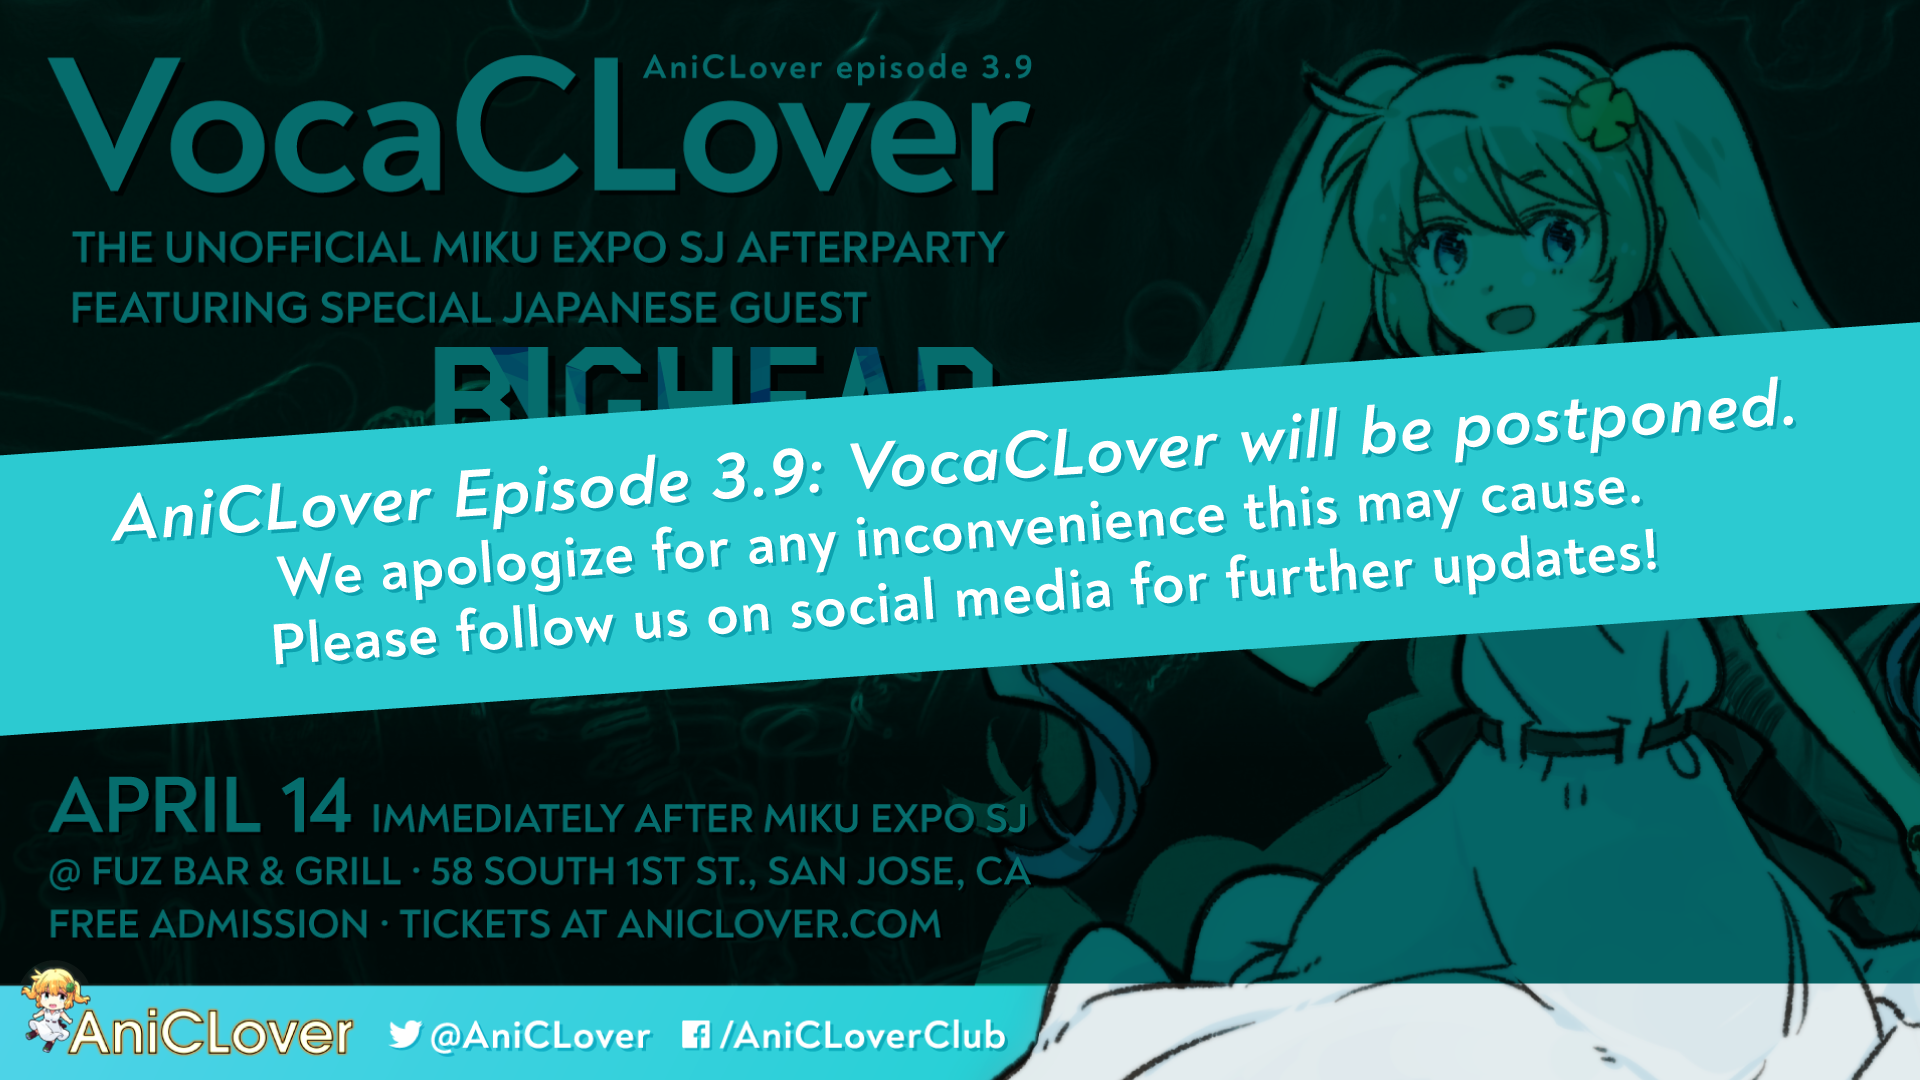 AniCLover episode 3.9
VocaCLover
THE UNOFFICIAL MIKU EXPO SJ AFTERPARTY
FEATURING SPECIAL JAPANESE GUEST
AniCLover Episode 3.9: VocaCLover will be postponed.
We apologize for any inconvenience this may cause.
Please follow us on social media for further updates!
APRIL 14 IMMEDIATELY AFTER MIKU EXPO SJ
@ FUZ BAR & GRILL · 58 SOUTH 1ST ST., SAN JOSE, CA
FREE ADMISSION · TICKETS AT ANICLOVER.COM
AniCLover @AniCLover /AniCLoverClub